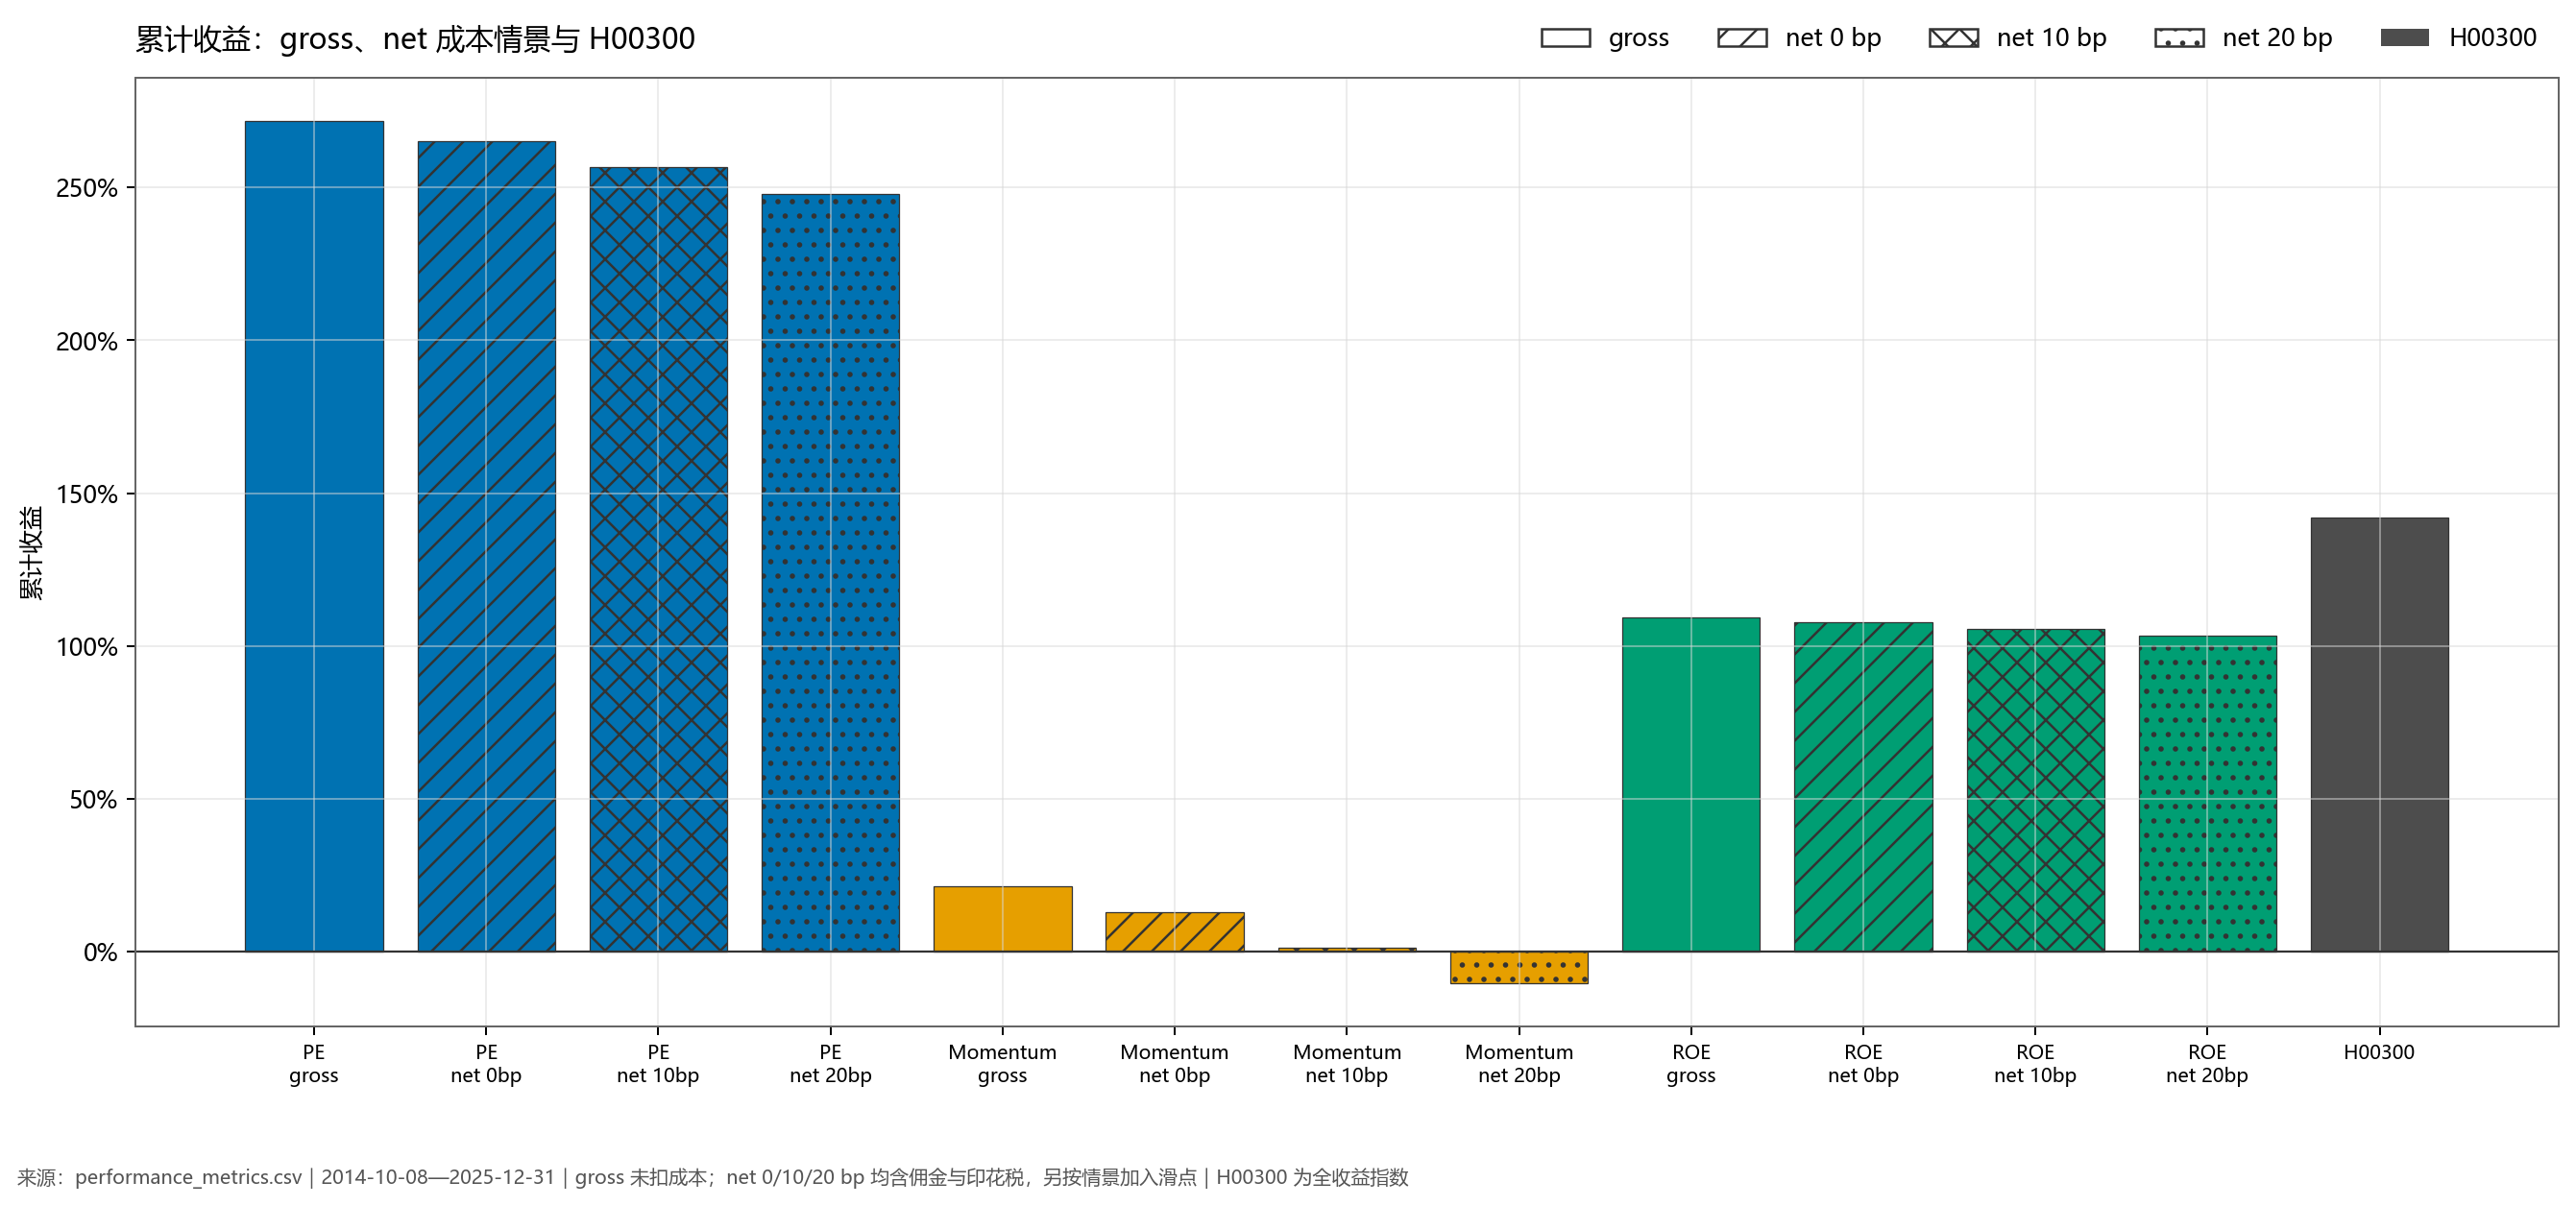 累计收益：gross、net 成本情景与 H00300
gross
net 0 bp
net 10 bp
net 20 bp
H00300
累计收益
250%
200%
150%
100%
50%
0%
PE
gross
PE
net 0bp
PE
net 10bp
PE
net 20bp
Momentum
gross
Momentum
net 0bp
Momentum
net 10bp
Momentum
net 20bp
ROE
gross
ROE
net 0bp
ROE
net 10bp
ROE
net 20bp
H00300
来源：performance_metrics.csv | 2014-10-08—2025-12-31 | gross 未扣成本；net 0/10/20 bp 均含佣金与印花税，另按情景加入滑点 | H00300 为全收益指数